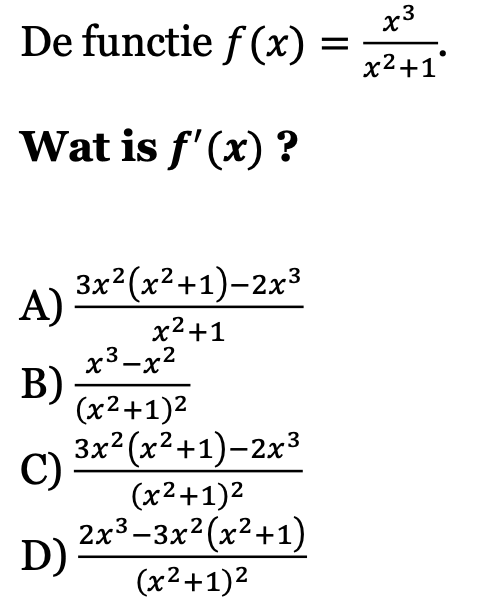 De functie f(x) = x³/(x²+1).
Wat is f′(x) ?
A) (3x²(x²+1)−2x³)/(x²+1)
B) (x³−x²)/(x²+1)²
C) (3x²(x²+1)−2x³)/(x²+1)²
D) (2x³−3x²(x²+1))/(x²+1)²